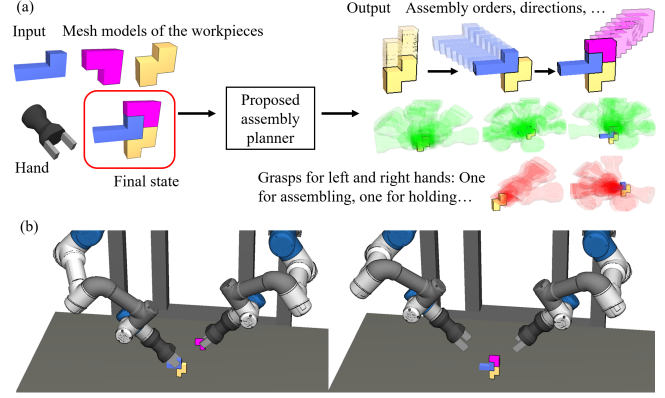 (a)
Input Mesh models of the workpieces
Output Assembly orders, directions, …
Hand
Final state
Proposed
assembly
planner
Grasps for left and right hands: One
for assembling, one for holding…
(b)